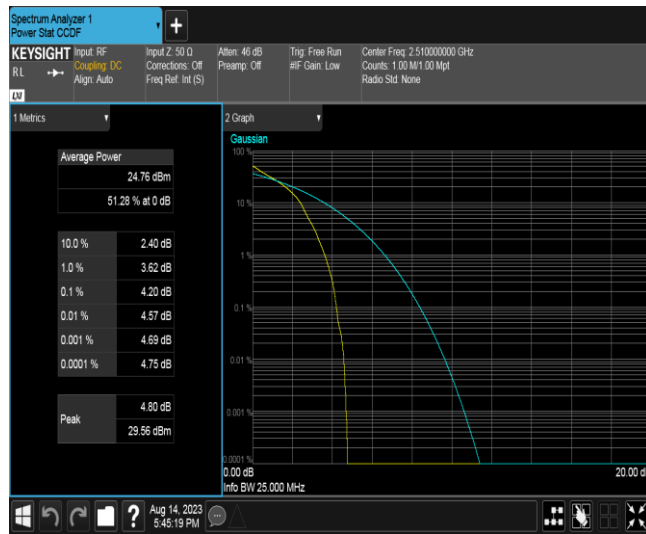 Spectrum Analyzer 1
Power Stat CCDF
+
KEYSIGHT
RL
LXI
Input: RF
Coupling: DC
Align: Auto
Input Z: 50 Ω
Corrections: Off
Freq Ref: Int (S)
Atten: 46 dB
Preamp: Off
Trig: Free Run
#IF Gain: Low
Center Freq: 2.510000000 GHz
Counts: 1.00 M/1.00 Mpt
Radio Std: None
1 Metrics
Average Power
24.76 dBm
51.28 % at 0 dB
10.0 % 2.40 dB
1.0 % 3.62 dB
0.1 % 4.20 dB
0.01 % 4.57 dB
0.001 % 4.69 dB
0.0001 % 4.75 dB
Peak
4.80 dB
29.56 dBm
2 Graph
Gaussian
100 %
10 %
1 %
0.1 %
0.01 %
0.001 %
0.0001 %
0.00 dB
20.00 d
Info BW 25.000 MHz
?
Aug 14, 2023
5:45:19 PM